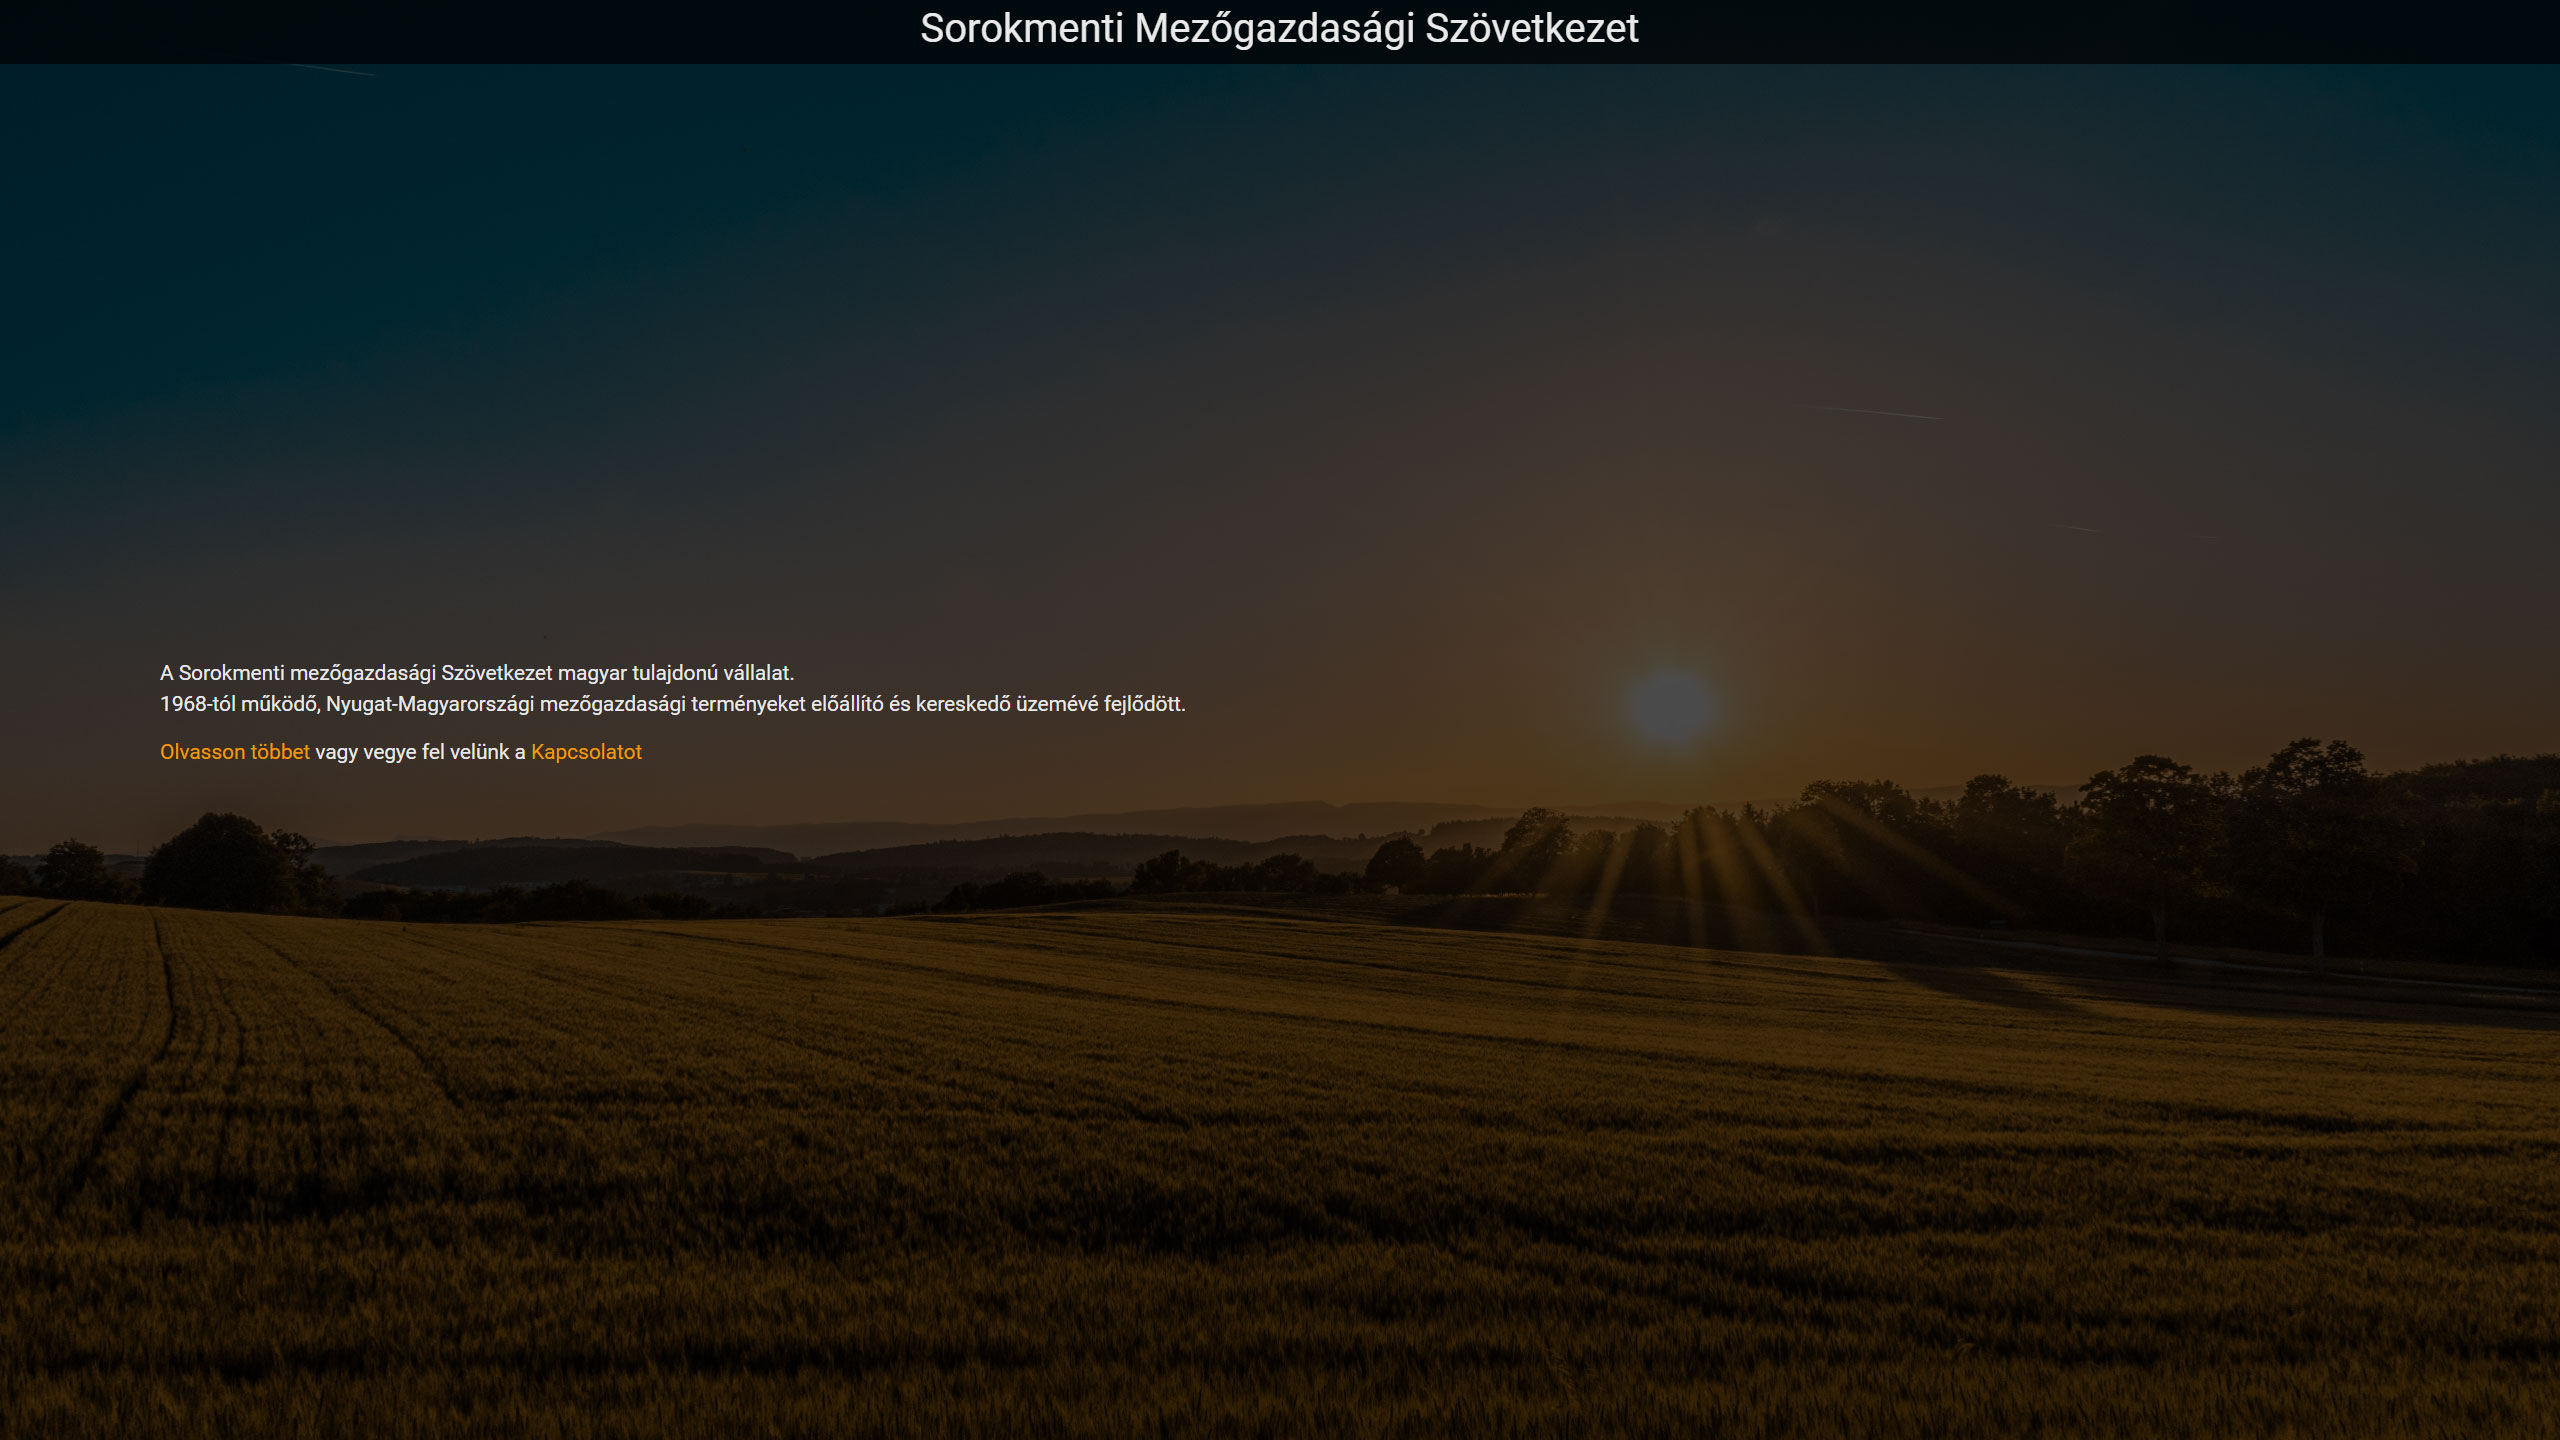 Sorokmenti Mezőgazdasági Szövetkezet
A Sorokmenti mezőgazdasági Szövetkezet magyar tulajdonú vállalat.
1968-tól működő, Nyugat-Magyarországi mezőgazdasági terményeket előállító és kereskedő üzemévé fejlődött.
Olvasson többet vagy vegye fel velünk a Kapcsolatot